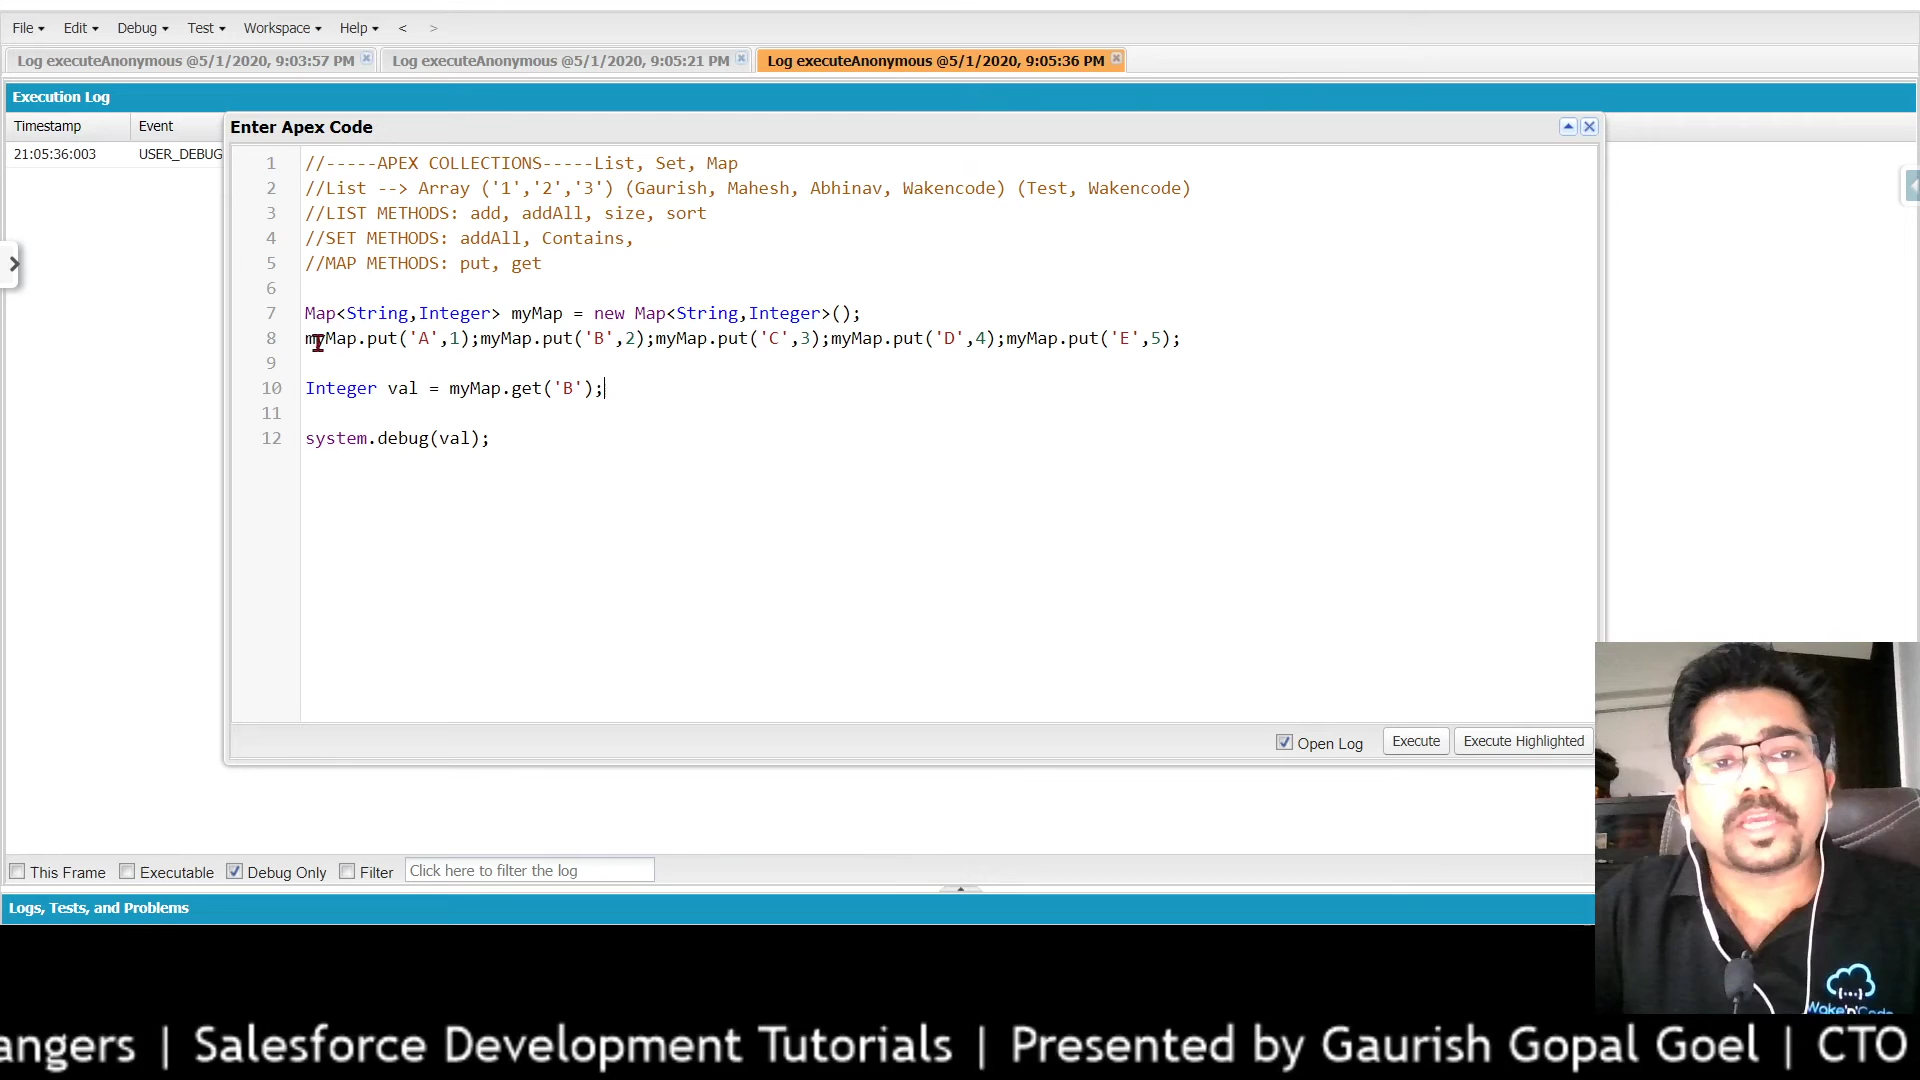 File Edit Debug Test Workspace Help < >
Log executeAnonymous @5/1/2020, 9:03:57 PM Log executeAnonymous @5/1/2020, 9:05:21 PM Log executeAnonymous @5/1/2020, 9:05:36 PM
Execution Log
Timestamp Event
21:05:36:003 USER_DEBUG
Enter Apex Code
1 //-----APEX COLLECTIONS-----List, Set, Map
2 //List --> Array ('1','2','3') (Gaurish, Mahesh, Abhinav, Wakencode) (Test, Wakencode)
3 //LIST METHODS: add, addAll, size, sort
4 //SET METHODS: addAll, Contains,
5 //MAP METHODS: put, get
6
7 Map<String,Integer> myMap = new Map<String,Integer>();
8 myMap.put('A',1);myMap.put('B',2);myMap.put('C',3);myMap.put('D',4);myMap.put('E',5);
9
10 Integer val = myMap.get('B');
11
12 system.debug(val);
Open Log Execute Execute Highlighted
This Frame Executable Debug Only Filter Click here to filter the log
Logs, Tests, and Problems
Wake'n'Code
angers | Salesforce Development Tutorials | Presented by Gaurish Gopal Goel | CTO